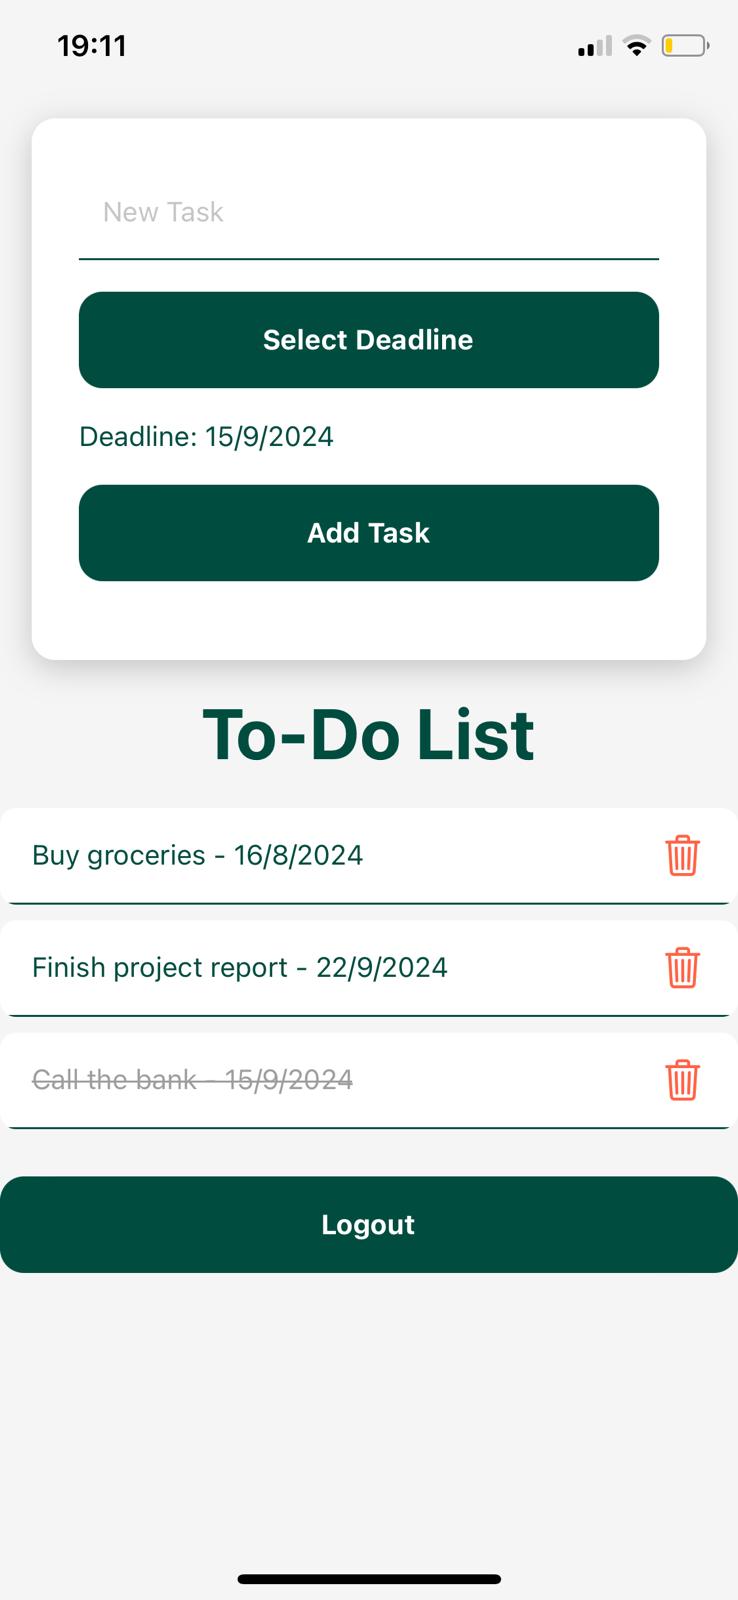 19:11
New Task
Select Deadline
Deadline: 15/9/2024
Add Task
To-Do List
Buy groceries - 16/8/2024
Finish project report - 22/9/2024
Call the bank - 15/9/2024
Logout